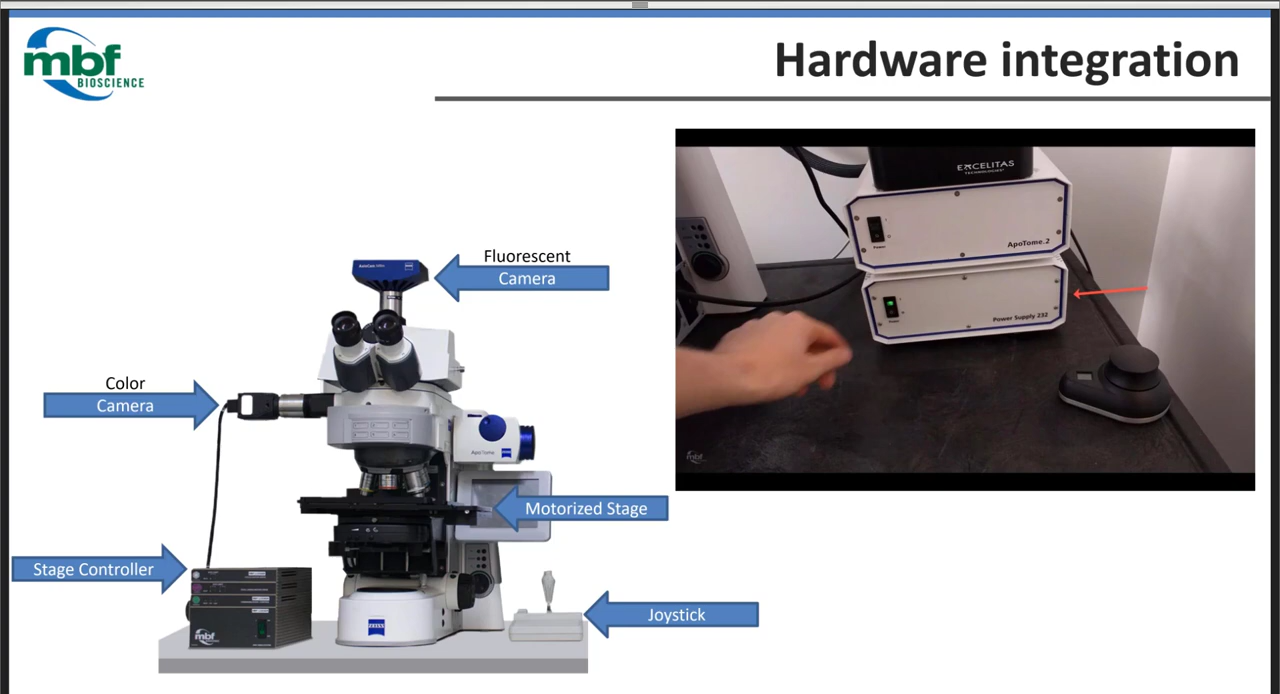 mbf
BIOSCIENCE
Hardware integration
EXCELITAS
TECHNOLOGIES
ApoTome.2
Power
Power Supply 232
Power
mbf
Fluorescent
Camera
Color
Camera
ApoTome
ZEISS
Motorized Stage
Stage Controller
mbf
Joystick